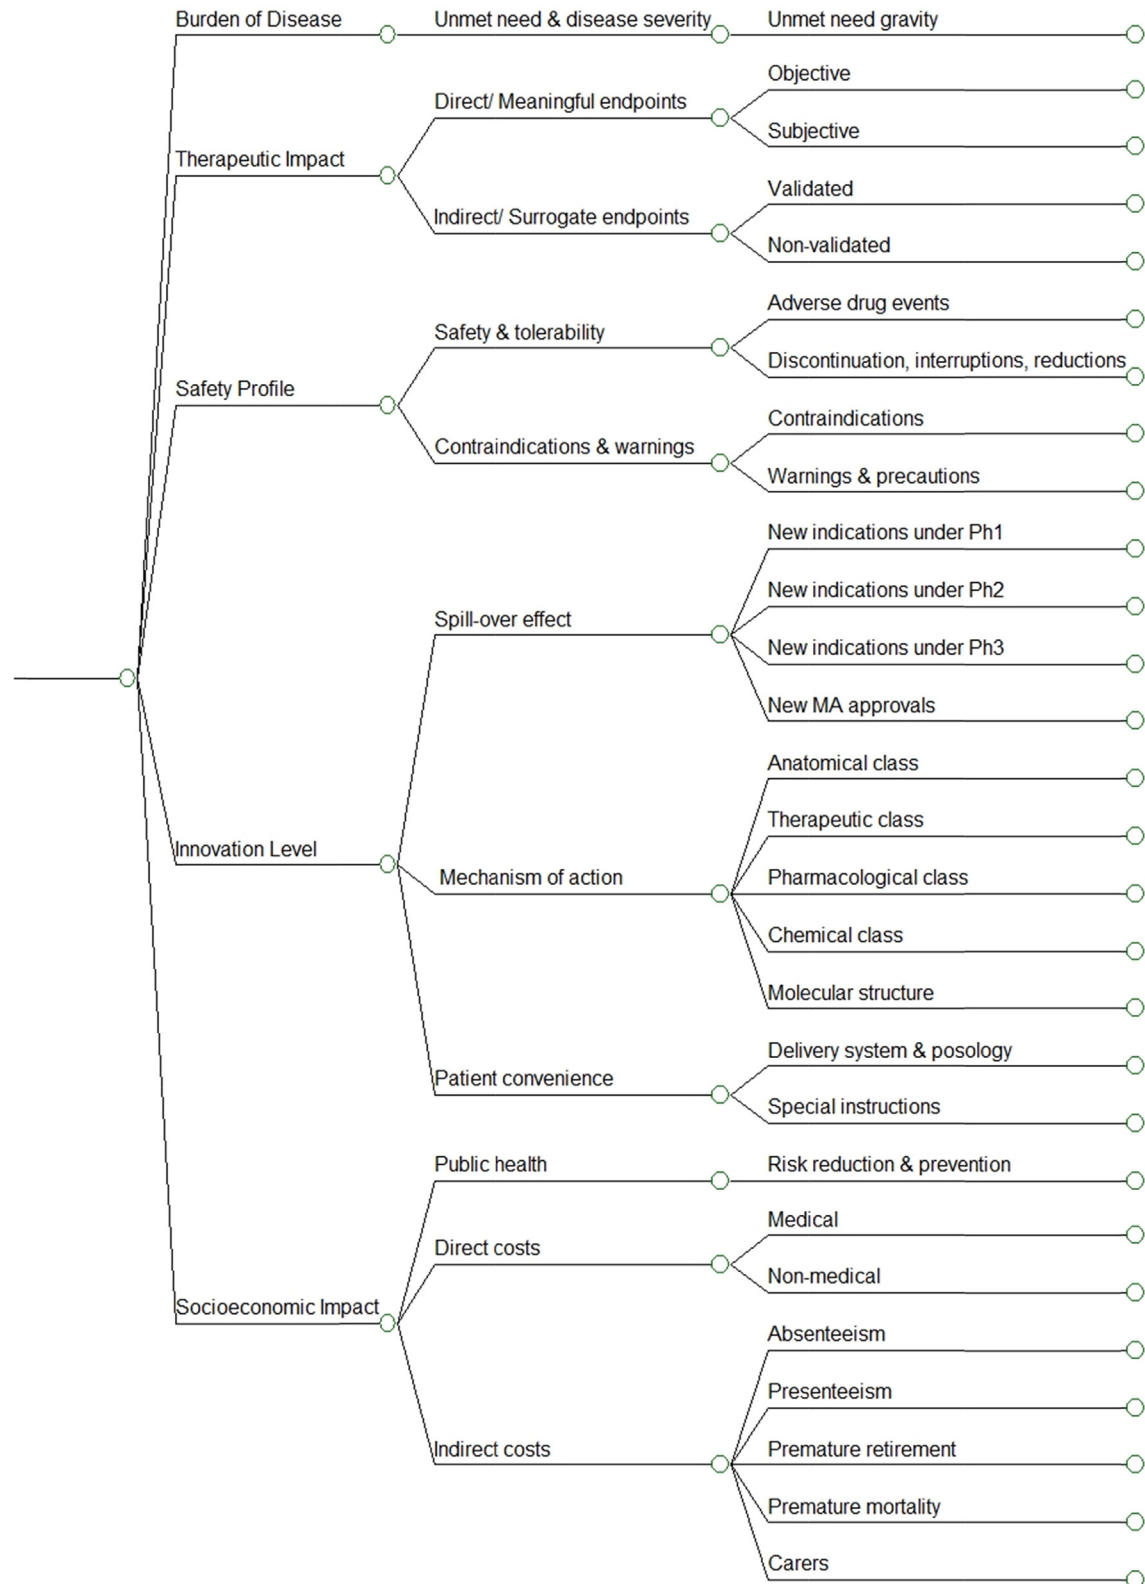 Burden of Disease
Unmet need & disease severity
Unmet need gravity
Therapeutic Impact
Direct/ Meaningful endpoints
Objective
Subjective
Indirect/ Surrogate endpoints
Validated
Non-validated
Safety Profile
Safety & tolerability
Adverse drug events
Discontinuation, interruptions, reductions
Contraindications & warnings
Contraindications
Warnings & precautions
Innovation Level
Spill-over effect
New indications under Ph1
New indications under Ph2
New indications under Ph3
New MA approvals
Mechanism of action
Anatomical class
Therapeutic class
Pharmacological class
Chemical class
Molecular structure
Patient convenience
Delivery system & posology
Special instructions
Socioeconomic Impact
Public health
Risk reduction & prevention
Direct costs
Medical
Non-medical
Indirect costs
Absenteeism
Presenteeism
Premature retirement
Premature mortality
Carers